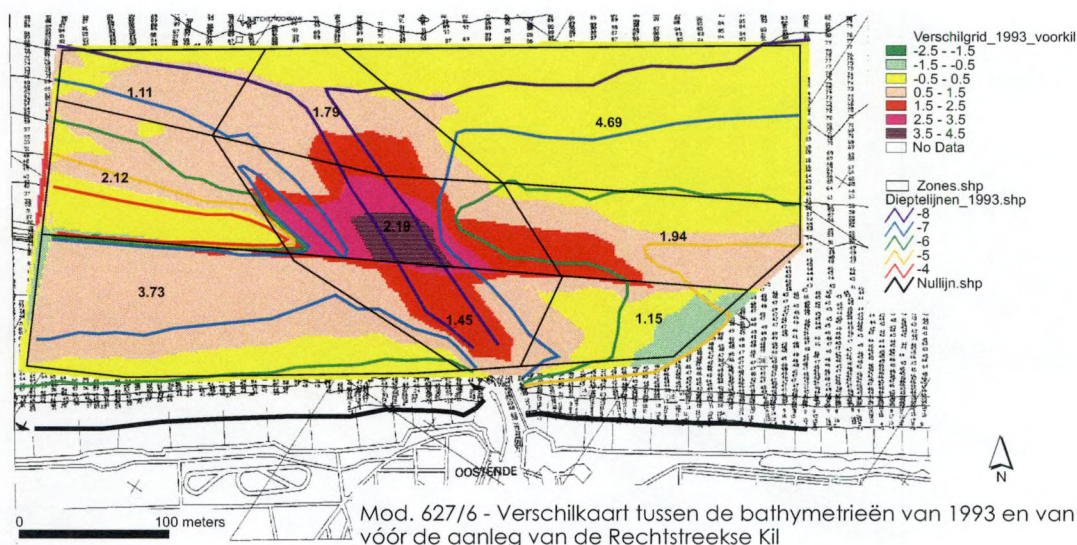 Verschilgrid_1993_voorkil
-2.5 - -1.5
-1.5 - -0.5
-0.5 - 0.5
0.5 - 1.5
1.5 - 2.5
2.5 - 3.5
3.5 - 4.5
No Data
Zones.shp
Dieptelijnen_1993.shp
-8
-7
-6
-5
-4
Nullijn.shp
1.11
1.79
4.69
2.12
2.19
1.94
3.73
1.45
1.15
OOSTENDE
N
0 100 meters
Mod. 627/6 - Verschilkaart tussen de bathymetrieën van 1993 en van
vóór de aanleg van de Rechtstreekse Kil